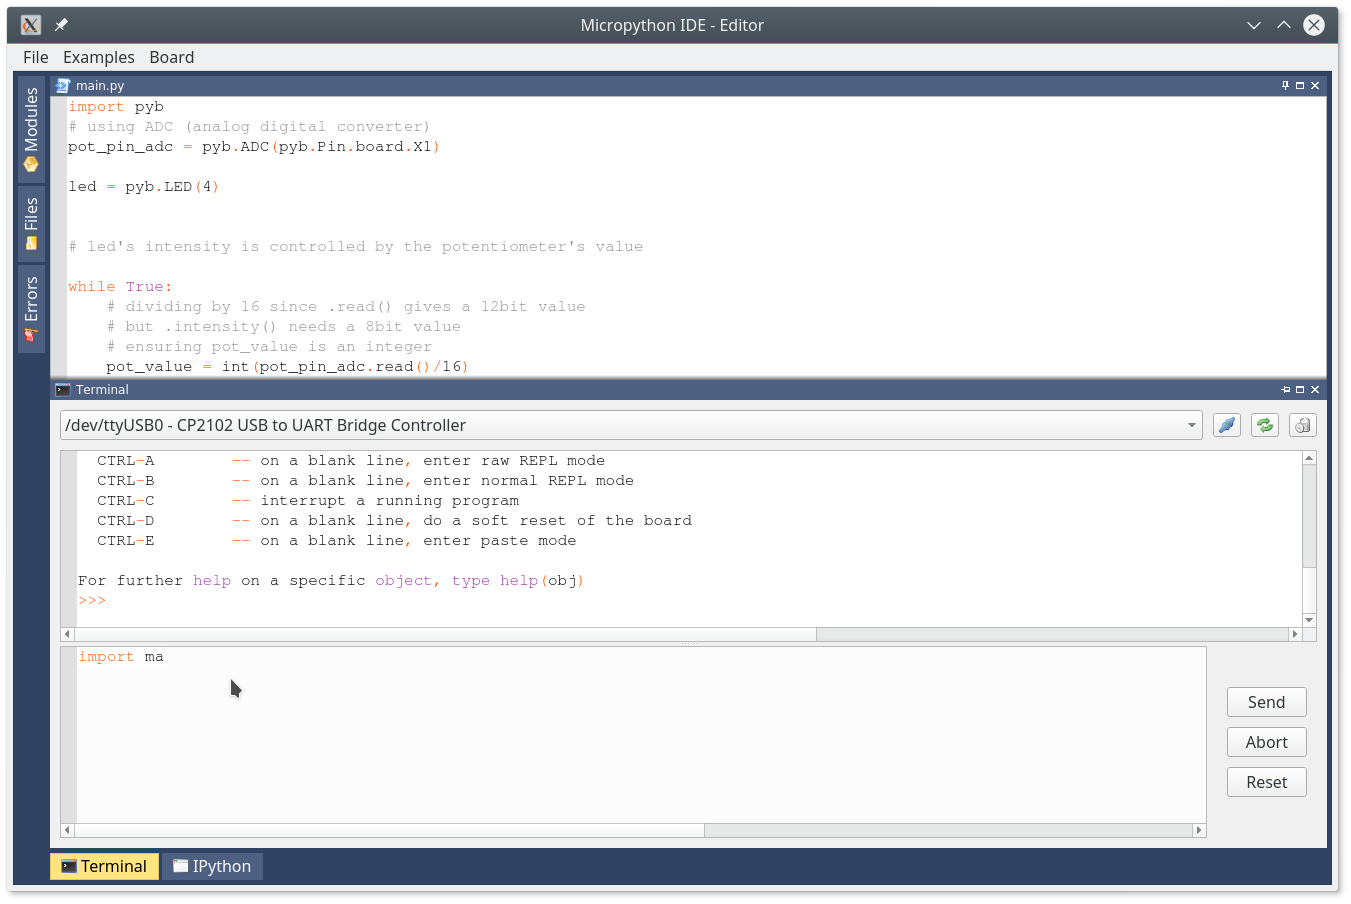 Micropython IDE - Editor
File Examples Board
Modules
Files
Errors
main.py
import pyb
# using ADC (analog digital converter)
pot_pin_adc = pyb.ADC(pyb.Pin.board.X1)
led = pyb.LED(4)
# led's intensity is controlled by the potentiometer's value
while True:
    # dividing by 16 since .read() gives a 12bit value
    # but .intensity() needs a 8bit value
    # ensuring pot_value is an integer
    pot_value = int(pot_pin_adc.read()/16)
Terminal
/dev/ttyUSB0 - CP2102 USB to UART Bridge Controller
  CTRL-A        -- on a blank line, enter raw REPL mode
  CTRL-B        -- on a blank line, enter normal REPL mode
  CTRL-C        -- interrupt a running program
  CTRL-D        -- on a blank line, do a soft reset of the board
  CTRL-E        -- on a blank line, enter paste mode
For further help on a specific object, type help(obj)
>>>
import ma
Send
Abort
Reset
Terminal IPython